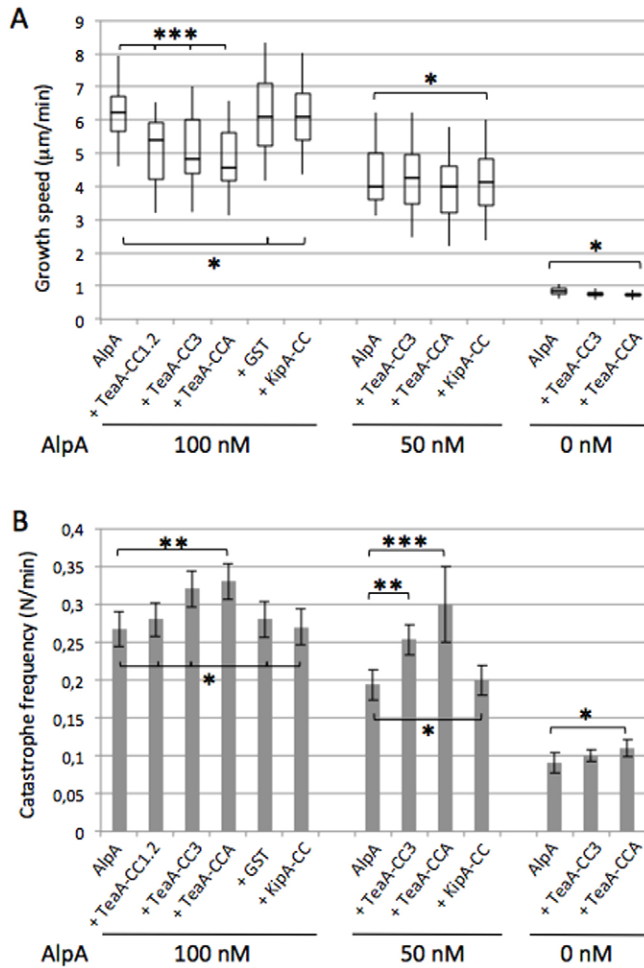 A
Growth speed (μm/min)
9
8
7
6
5
4
3
2
1
0
***
*
*
*
AlpA
+ TeaA-CC1.2
+ TeaA-CC3
+ TeaA-CCA
+ GST
+ KipA-CC
AlpA
+ TeaA-CC3
+ TeaA-CCA
+ KipA-CC
AlpA
+ TeaA-CC3
+ TeaA-CCA
AlpA 100 nM 50 nM 0 nM
B
Catastrophe frequency (N/min)
0,4
0,35
0,3
0,25
0,2
0,15
0,1
0,05
0
**
*
***
**
*
*
AlpA
+ TeaA-CC1.2
+ TeaA-CC3
+ TeaA-CCA
+ GST
+ KipA-CC
AlpA
+ TeaA-CC3
+ TeaA-CCA
+ KipA-CC
AlpA
+ TeaA-CC3
+ TeaA-CCA
AlpA 100 nM 50 nM 0 nM